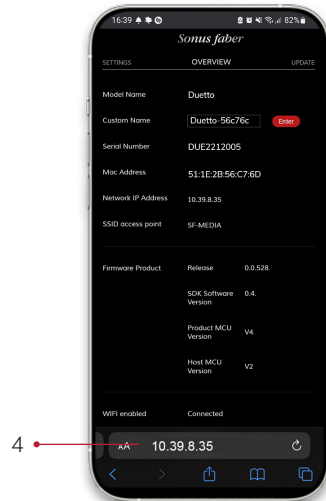 16:39 82%
Sonus faber
SETTINGS OVERVIEW UPDATE
Model Name Duetto
Custom Name Duetto-56c76c Enter
Serial Number DUE2212005
Mac Address 51:1E:2B:56:C7:6D
Network IP Address 10.39.8.35
SSID access point SF-MEDIA
Firmware Product Release 0.0.528.
SDK Software 0.4.
Version
Product MCU V4
Version
Host MCU V2
Version
WIFI enabled Connected
4 AA 10.39.8.35